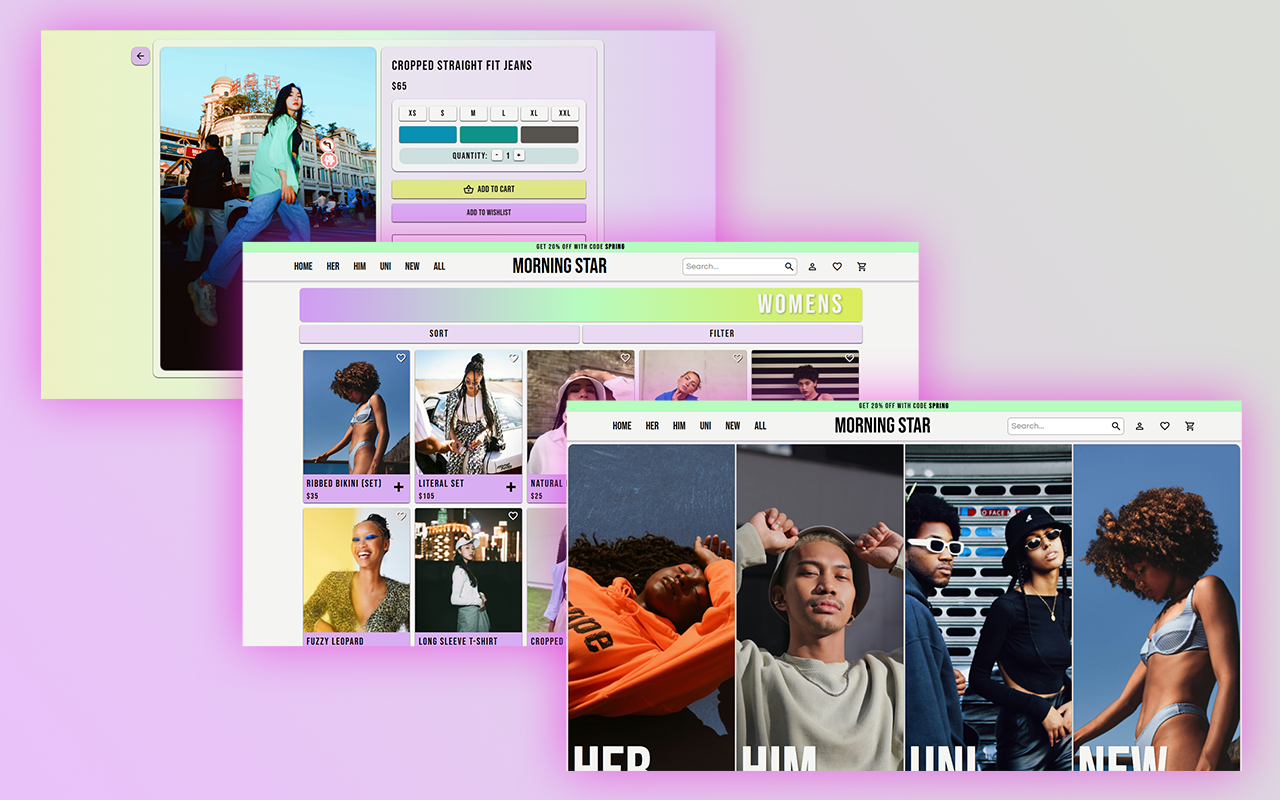 CROPPED STRAIGHT FIT JEANS
$65
XS S M L XL XXL
QUANTITY: - 1 +
ADD TO CART
ADD TO WISHLIST
停
GET 20% OFF WITH CODE SPRING
HOME HER HIM UNI NEW ALL
MORNING STAR
Search...
WOMENS
SORT FILTER
RIBBED BIKINI (SET) +
$35
LITERAL SET +
$105
NATURAL
$25
FUZZY LEOPARD
LONG SLEEVE T-SHIRT
CROPPED
GET 20% OFF WITH CODE SPRING
HOME HER HIM UNI NEW ALL
MORNING STAR
Search...
O FACE
HER
HIM
UNI
NEW